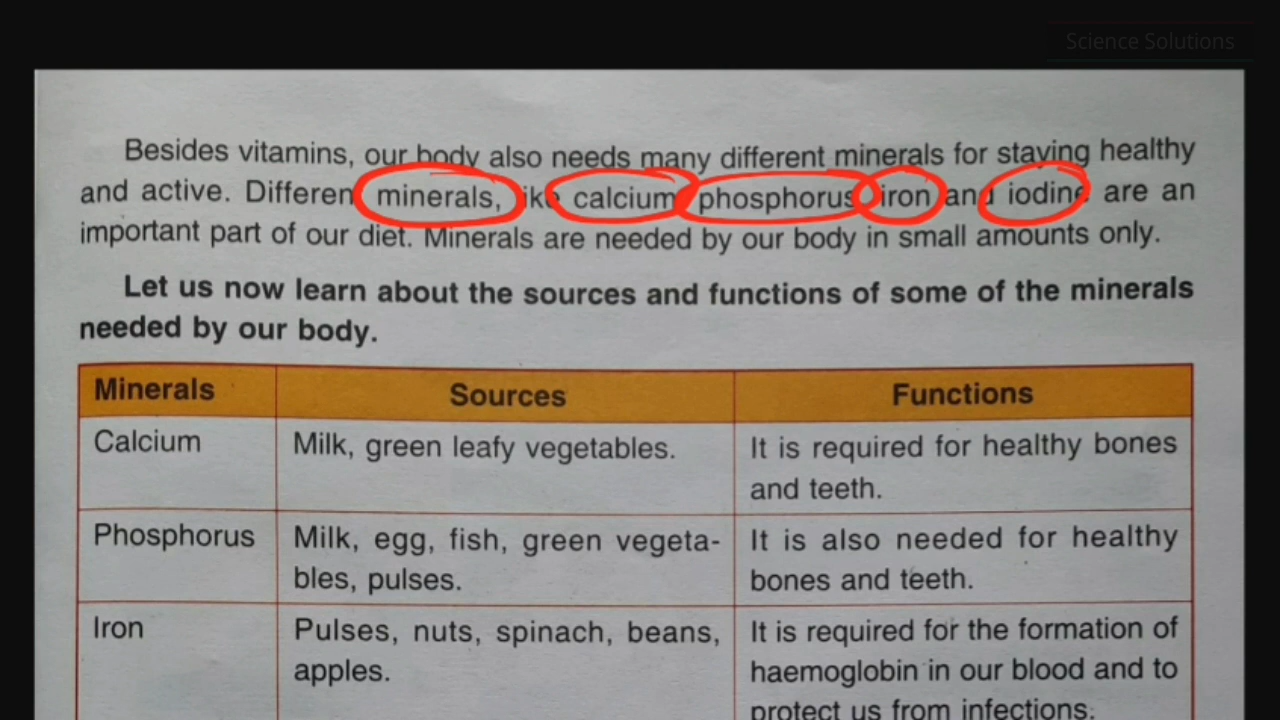 Science Solutions
Besides vitamins, our body also needs many different minerals for staying healthy
and active. Different minerals, like calcium phosphorus iron and iodine are an
important part of our diet. Minerals are needed by our body in small amounts only.
Let us now learn about the sources and functions of some of the minerals
needed by our body.
Minerals Sources Functions
Calcium Milk, green leafy vegetables. It is required for healthy bones
and teeth.
Phosphorus Milk, egg, fish, green vegeta- It is also needed for healthy
bles, pulses. bones and teeth.
Iron Pulses, nuts, spinach, beans, It is required for the formation of
apples. haemoglobin in our blood and to
protect us from infections.